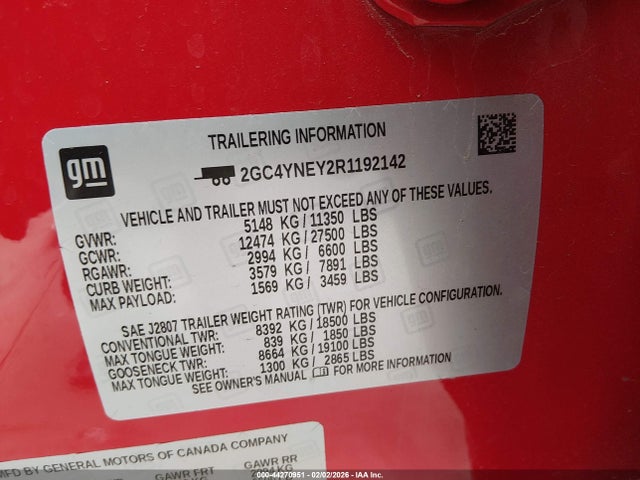 gm
TRAILERING INFORMATION
2GC4YNEY2R1192142
VEHICLE AND TRAILER MUST NOT EXCEED ANY OF THESE VALUES.
GVWR: 5148 KG / 11350 LBS
GCWR: 12474 KG / 27500 LBS
RGAWR: 2994 KG / 6600 LBS
CURB WEIGHT: 3579 KG / 7891 LBS
MAX PAYLOAD: 1569 KG / 3459 LBS
SAE J2807 TRAILER WEIGHT RATING (TWR) FOR VEHICLE CONFIGURATION.
CONVENTIONAL TWR: 8392 KG / 18500 LBS
MAX TONGUE WEIGHT: 839 KG / 1850 LBS
GOOSENECK TWR: 8664 KG / 19100 LBS
MAX TONGUE WEIGHT: 1300 KG / 2865 LBS
SEE OWNER'S MANUAL FOR MORE INFORMATION
MFD BY GENERAL MOTORS OF CANADA COMPANY
GAWR FRT GAWR RR
© IAA - 44270951 - 02/02/2026 - IAAI.COM